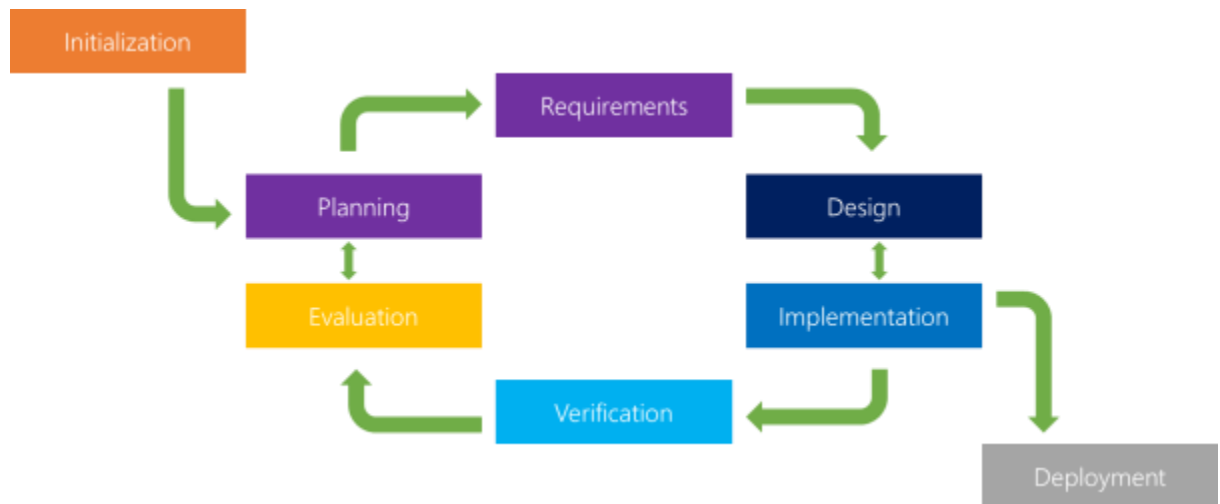 Initialization
Requirements
Planning
Design
Evaluation
Implementation
Verification
Deployment